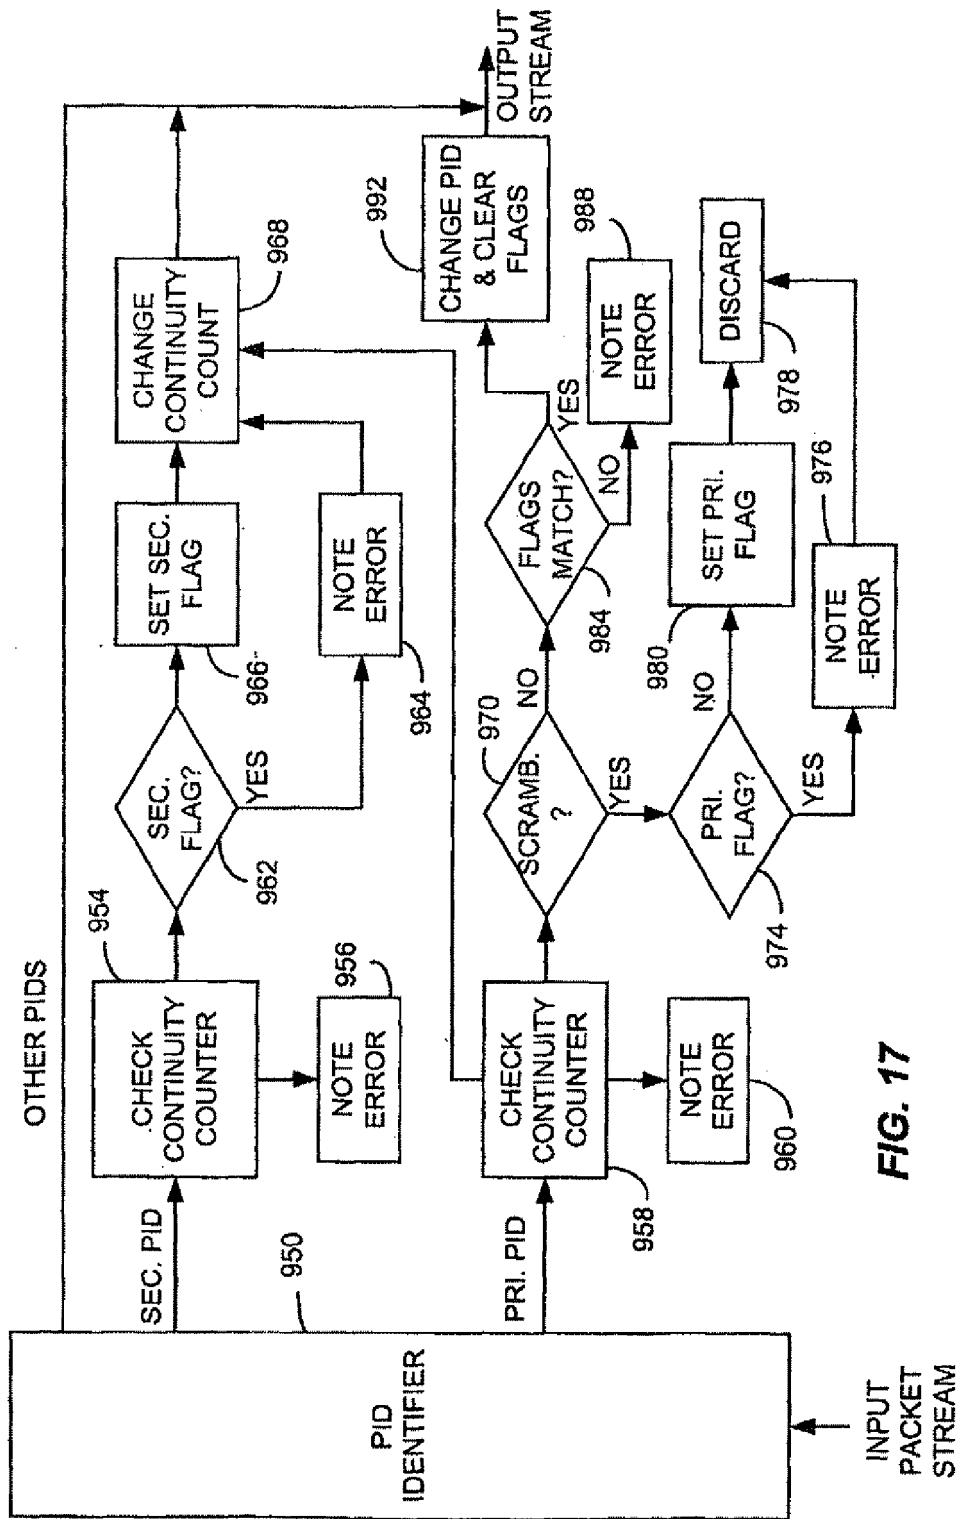 OTHER PIDS
SEC. PID
.CHECK
CONTINUITY
COUNTER
954
NOTE
ERROR
956
SEC.
FLAG?
962
YES
SET SEC.
FLAG
966
NOTE
ERROR
964
CHANGE
CONTINUITY
COUNT
968
PID
IDENTIFIER
950
INPUT
PACKET
STREAM
PRI. PID
CHECK
CONTINUITY
COUNTER
958
NOTE
ERROR
960
SCRAMB.
?
970
NO
YES
FLAGS
MATCH?
984
YES
NO
CHANGE PID
& CLEAR
FLAGS
992
OUTPUT
STREAM
NOTE
ERROR
988
PRI.
FLAG?
974
NO
YES
SET PRI.
FLAG
980
DISCARD
978
NOTE
ERROR
976
FIG. 17